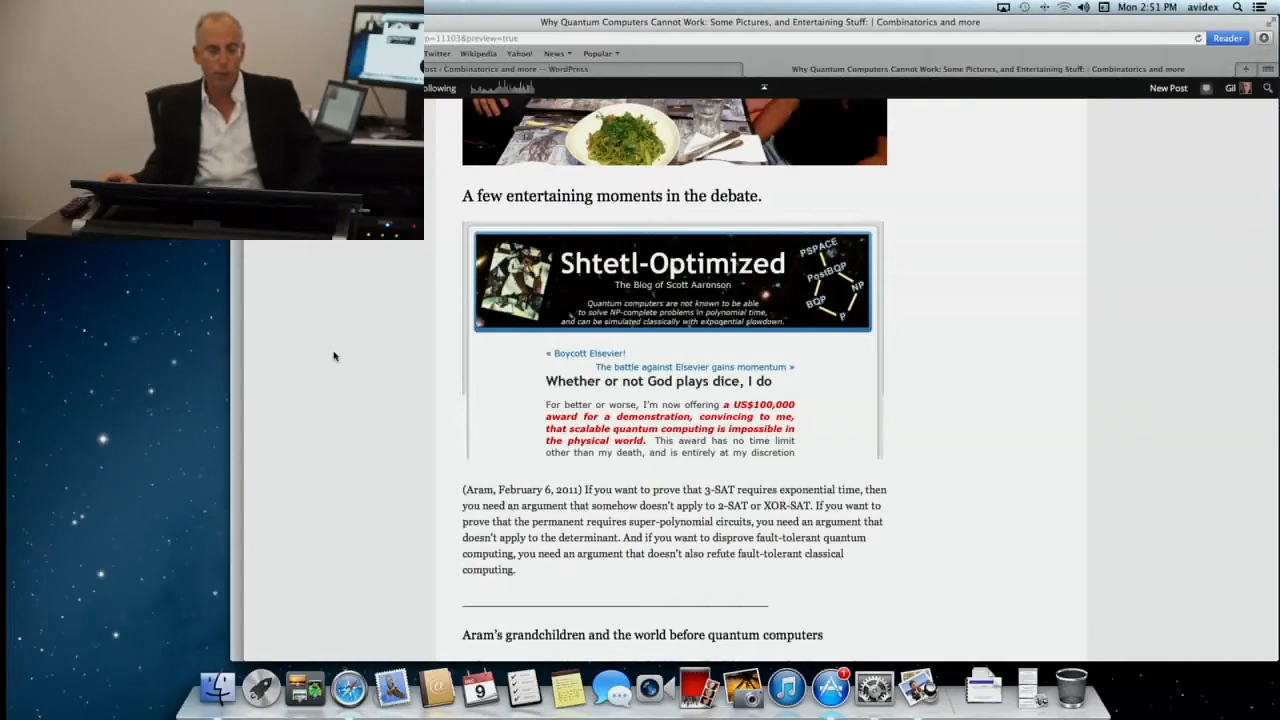 Mon 2:51 PM avidex
Why Quantum Computers Cannot Work: Some Pictures, and Entertaining Stuff: | Combinatorics and more
p=11103&preview=true
Reader
Twitter Wikipedia Yahoo! News Popular
ost ‹ Combinatorics and more — WordPress
Why Quantum Computers Cannot Work: Some Pictures, and Entertaining Stuff: | Combinatorics and more
ollowing
New Post
Gil
A few entertaining moments in the debate.
Shtetl-Optimized
The Blog of Scott Aaronson
Quantum computers are not known to be able
to solve NP-complete problems in polynomial time,
and can be simulated classically with exponential slowdown.
PSPACE
PostBQP
NP
BQP
P
« Boycott Elsevier!
The battle against Elsevier gains momentum »
Whether or not God plays dice, I do
For better or worse, I'm now offering a US$100,000
award for a demonstration, convincing to me,
that scalable quantum computing is impossible in
the physical world. This award has no time limit
other than my death, and is entirely at my discretion
(Aram, February 6, 2011) If you want to prove that 3-SAT requires exponential time, then
you need an argument that somehow doesn't apply to 2-SAT or XOR-SAT. If you want to
prove that the permanent requires super-polynomial circuits, you need an argument that
doesn't apply to the determinant. And if you want to disprove fault-tolerant quantum
computing, you need an argument that doesn't also refute fault-tolerant classical
computing.
Aram's grandchildren and the world before quantum computers
DEC
9
1